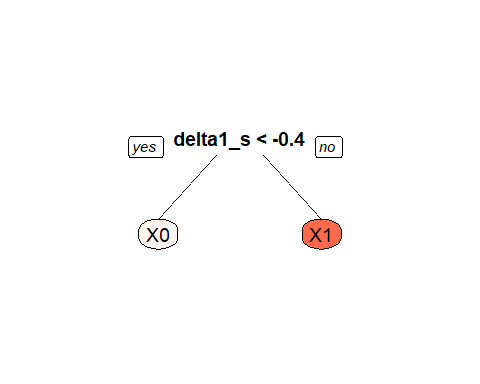 yes delta1_s < -0.4 no
X0 X1